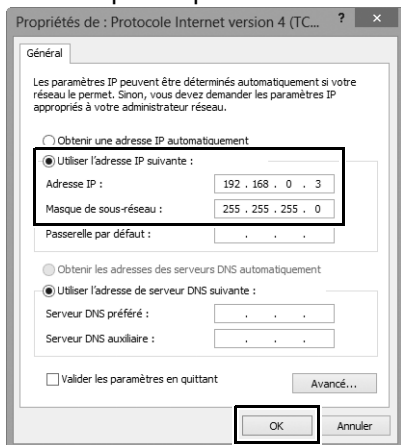 Propriétés de : Protocole Internet version 4 (TC... ? ×
Général
Les paramètres IP peuvent être déterminés automatiquement si votre
réseau le permet. Sinon, vous devez demander les paramètres IP
appropriés à votre administrateur réseau.
Obtenir une adresse IP automatiquement
Utiliser l'adresse IP suivante :
Adresse IP : 192 . 168 . 0 . 3
Masque de sous-réseau : 255 . 255 . 255 . 0
Passerelle par défaut : . . .
Obtenir les adresses des serveurs DNS automatiquement
Utiliser l'adresse de serveur DNS suivante :
Serveur DNS préféré : . . .
Serveur DNS auxiliaire : . . .
Valider les paramètres en quittant
Avancé...
OK Annuler